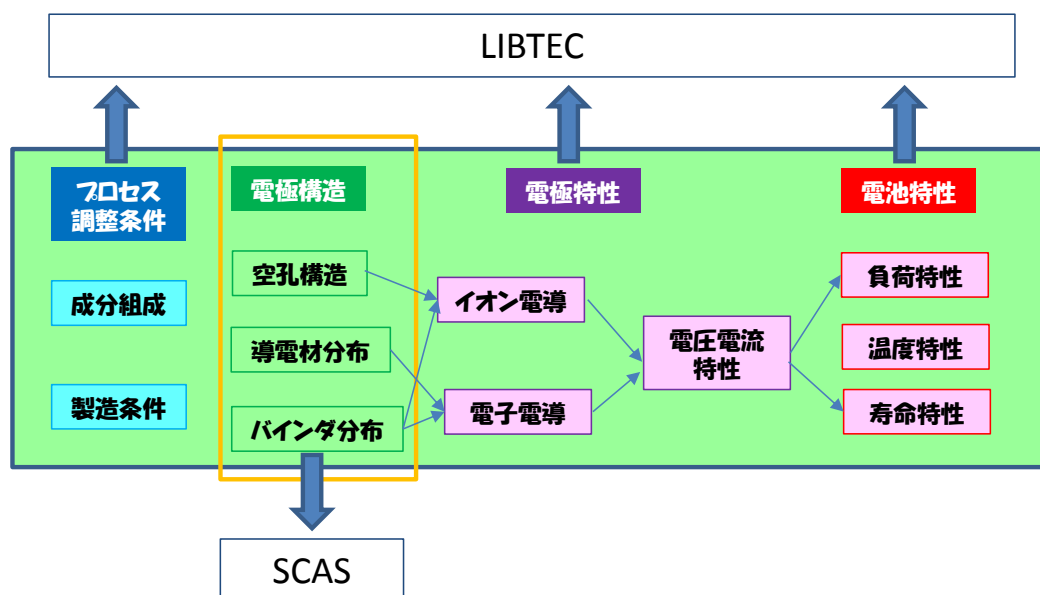 LIBTEC
プロセス
調整条件
電極構造
電極特性
電池特性
成分組成
製造条件
空孔構造
導電材分布
バインダ分布
イオン電導
電子電導
電圧電流
特性
負荷特性
温度特性
寿命特性
SCAS